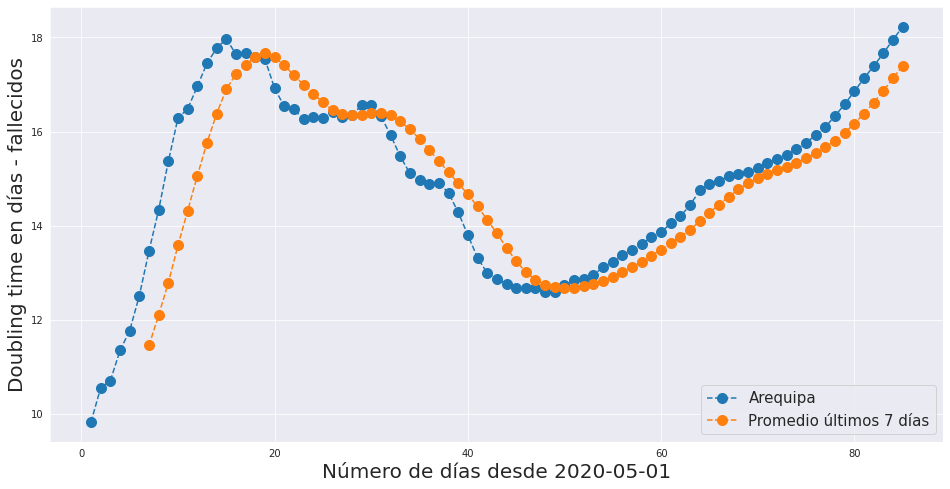 Doubling time en días - fallecidos
18
16
14
12
10
0
20
40
60
80
Número de días desde 2020-05-01
Arequipa
Promedio últimos 7 días